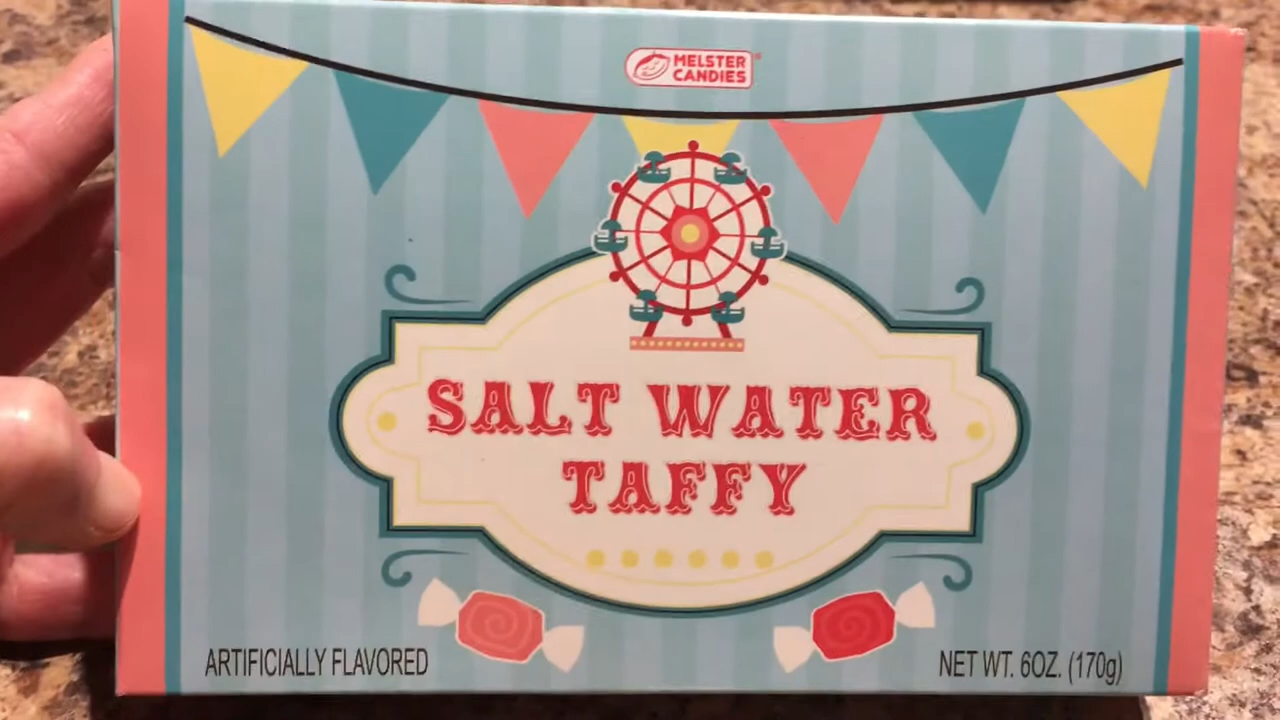 MELSTER
CANDIES
SALT WATER
TAFFY
ARTIFICIALLY FLAVORED
NET WT. 6OZ. (170g)